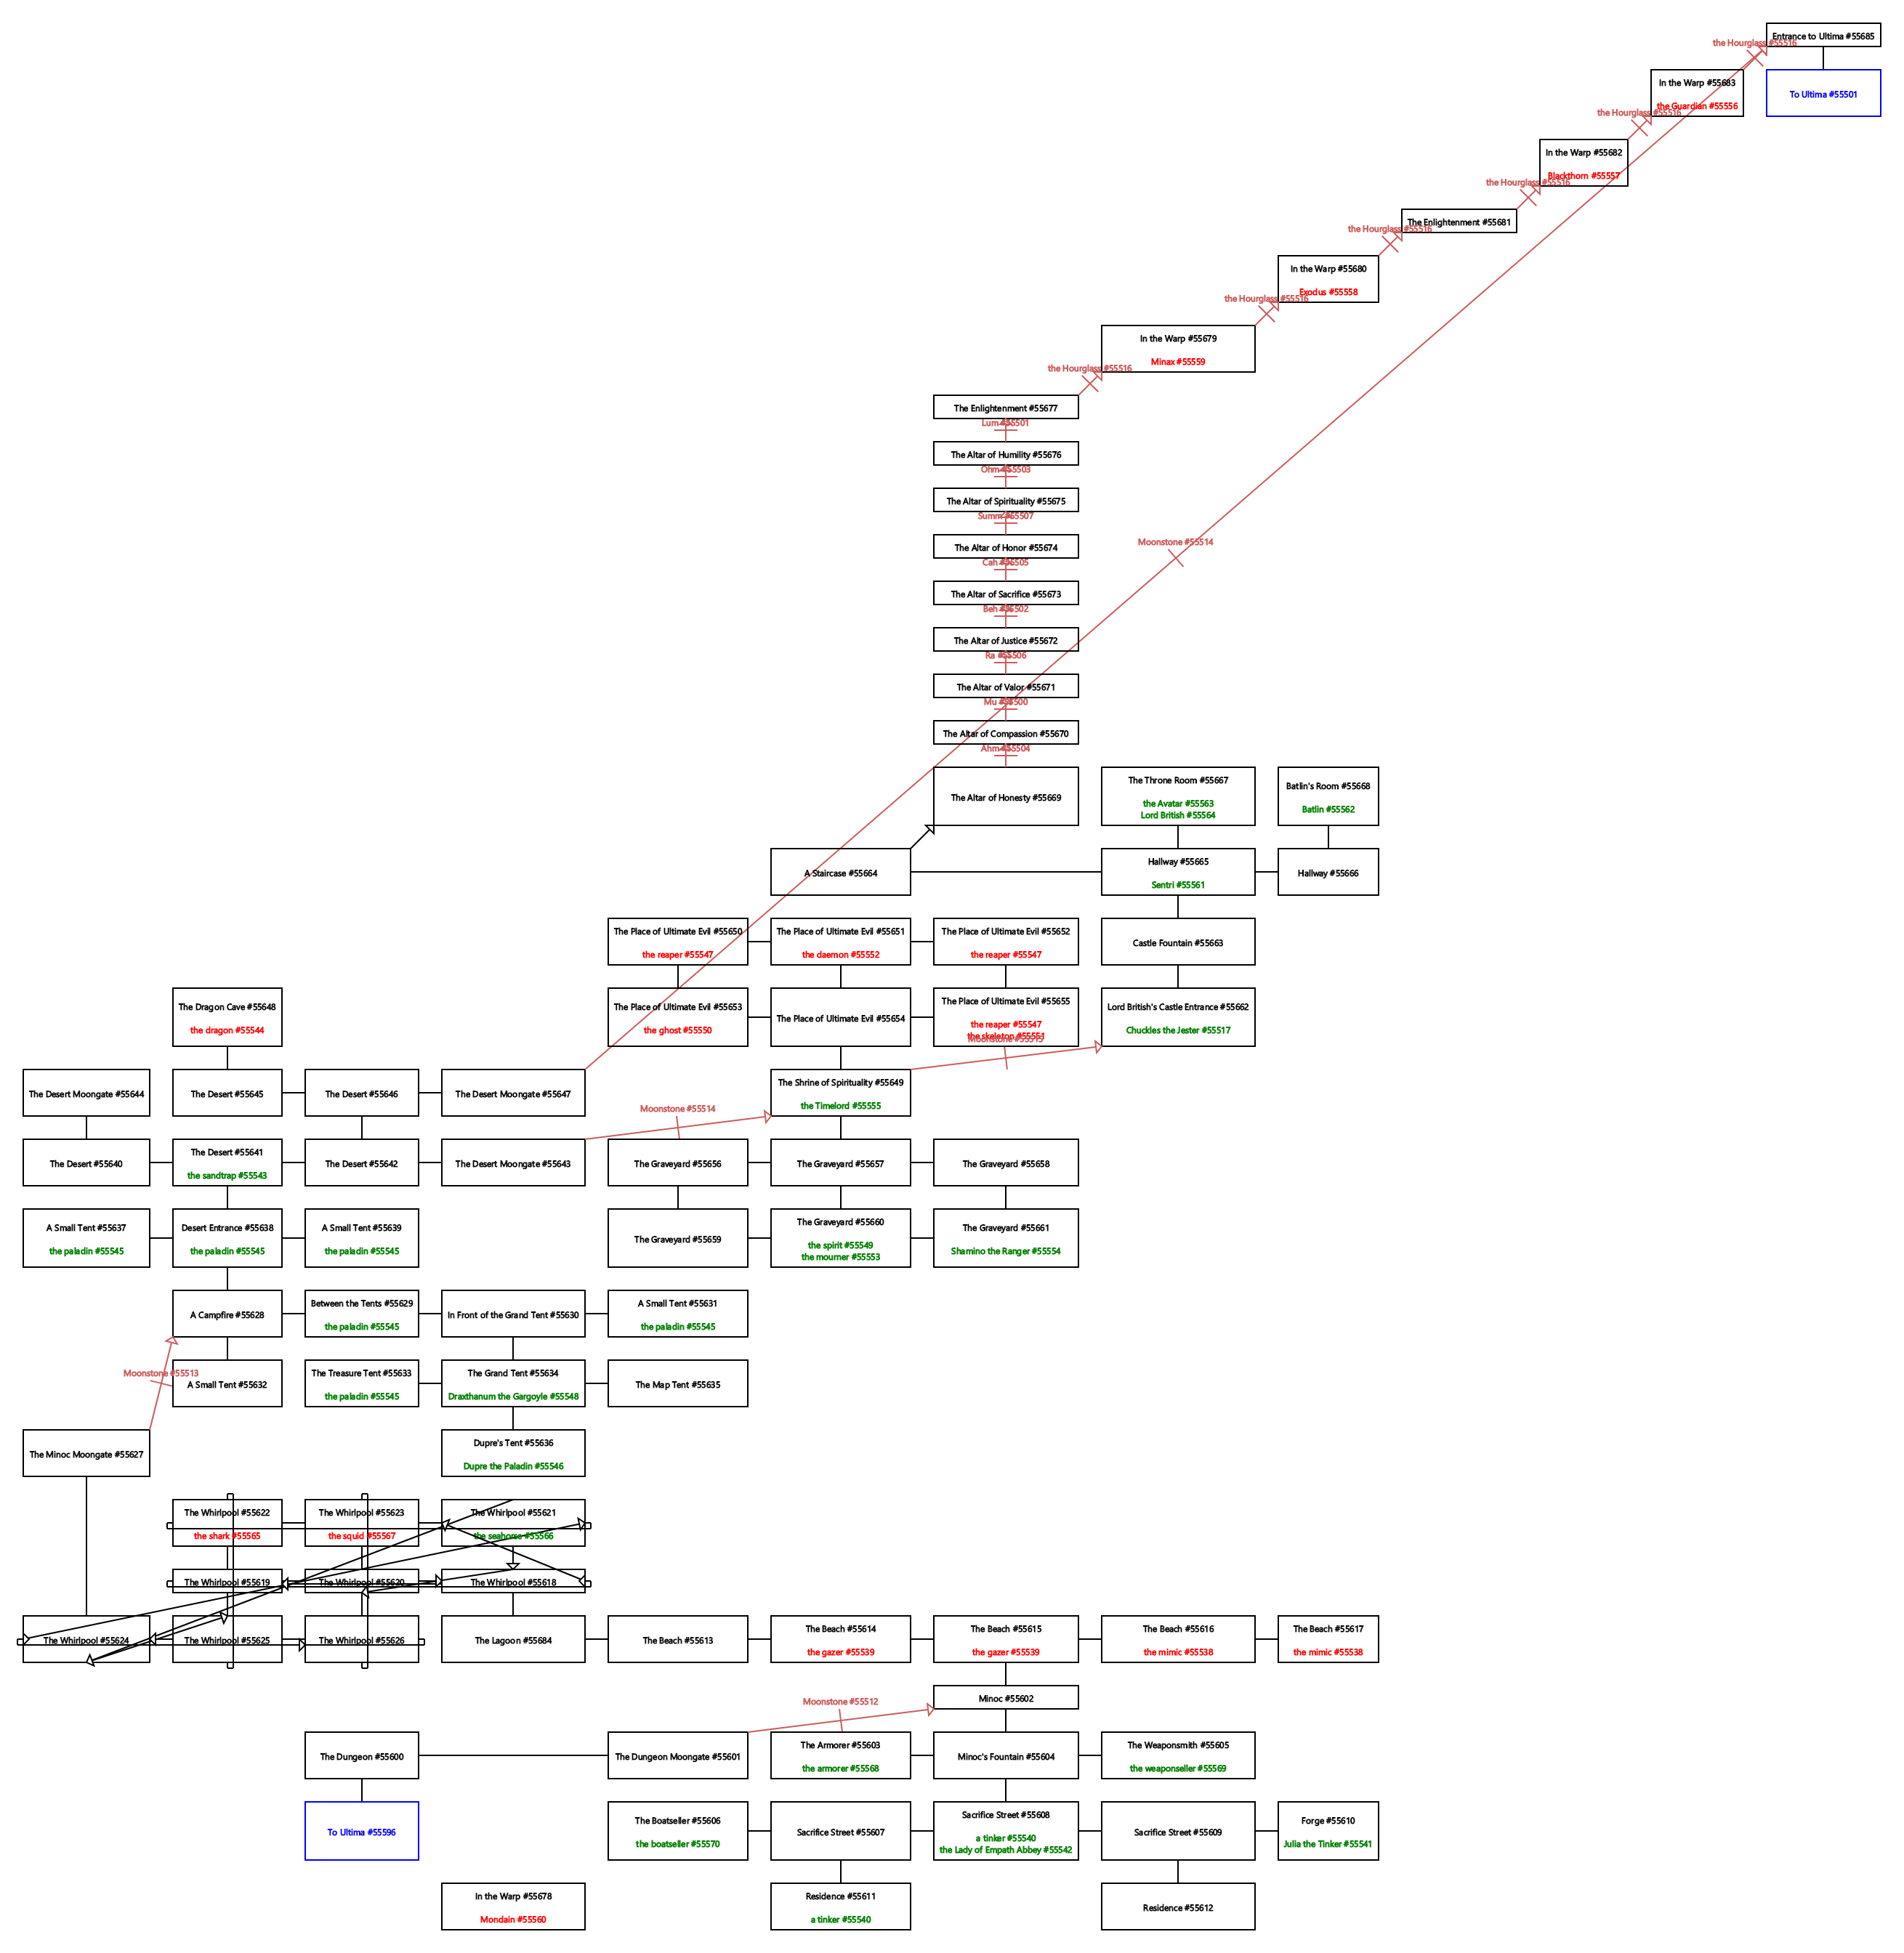 Entrance to Ultima #55685
the Hourglass #55516
In the Warp #55683
the Guardian #55556
To Ultima #55501
the Hourglass #55516
In the Warp #55682
Blackthorn #55557
the Hourglass #55516
The Enlightenment #55681
the Hourglass #55516
In the Warp #55680
Exodus #55558
the Hourglass #55516
In the Warp #55679
Minax #55559
the Hourglass #55516
The Enlightenment #55677
Lum #55501
The Altar of Humility #55676
Ohm #55503
The Altar of Spirituality #55675
Summ #55507
Moonstone #55514
The Altar of Honor #55674
Cah #55505
The Altar of Sacrifice #55673
Beh #55502
The Altar of Justice #55672
Ra #55506
The Altar of Valor #55671
Mu #55500
The Altar of Compassion #55670
Ahm #55504
The Altar of Honesty #55669
The Throne Room #55667
the Avatar #55563
Lord British #55564
Batlin's Room #55668
Batlin #55562
A Staircase #55664
Hallway #55665
Sentri #55561
Hallway #55666
The Place of Ultimate Evil #55650
the reaper #55547
The Place of Ultimate Evil #55651
the daemon #55552
The Place of Ultimate Evil #55652
the reaper #55547
Castle Fountain #55663
The Dragon Cave #55648
the dragon #55544
The Place of Ultimate Evil #55653
the ghost #55550
The Place of Ultimate Evil #55654
The Place of Ultimate Evil #55655
the reaper #55547
the skeleton #55551
Moonstone #55515
Lord British's Castle Entrance #55662
Chuckles the Jester #55517
The Desert Moongate #55644
The Desert #55645
The Desert #55646
The Desert Moongate #55647
The Shrine of Spirituality #55649
the Timelord #55555
Moonstone #55514
The Desert #55640
The Desert #55641
the sandtrap #55543
The Desert #55642
The Desert Moongate #55643
The Graveyard #55656
The Graveyard #55657
The Graveyard #55658
A Small Tent #55637
the paladin #55545
Desert Entrance #55638
the paladin #55545
A Small Tent #55639
the paladin #55545
The Graveyard #55659
The Graveyard #55660
the spirit #55549
the mourner #55553
The Graveyard #55661
Shamino the Ranger #55554
A Campfire #55628
Between the Tents #55629
the paladin #55545
In Front of the Grand Tent #55630
A Small Tent #55631
the paladin #55545
Moonstone #55513
A Small Tent #55632
The Treasure Tent #55633
the paladin #55545
The Grand Tent #55634
Draxthanum the Gargoyle #55548
The Map Tent #55635
The Minoc Moongate #55627
Dupre's Tent #55636
Dupre the Paladin #55546
The Whirlpool #55622
the shark #55565
The Whirlpool #55623
the squid #55567
The Whirlpool #55621
the seahorse #55566
The Whirlpool #55619
The Whirlpool #55620
The Whirlpool #55618
The Whirlpool #55624
The Whirlpool #55625
The Whirlpool #55626
The Lagoon #55684
The Beach #55613
The Beach #55614
the gazer #55539
The Beach #55615
the gazer #55539
The Beach #55616
the mimic #55538
The Beach #55617
the mimic #55538
Moonstone #55512
Minoc #55602
The Dungeon #55600
The Dungeon Moongate #55601
The Armorer #55603
the armorer #55568
Minoc's Fountain #55604
The Weaponsmith #55605
the weaponseller #55569
To Ultima #55596
The Boatseller #55606
the boatseller #55570
Sacrifice Street #55607
Sacrifice Street #55608
a tinker #55540
the Lady of Empath Abbey #55542
Sacrifice Street #55609
Forge #55610
Julia the Tinker #55541
In the Warp #55678
Mondain #55560
Residence #55611
a tinker #55540
Residence #55612